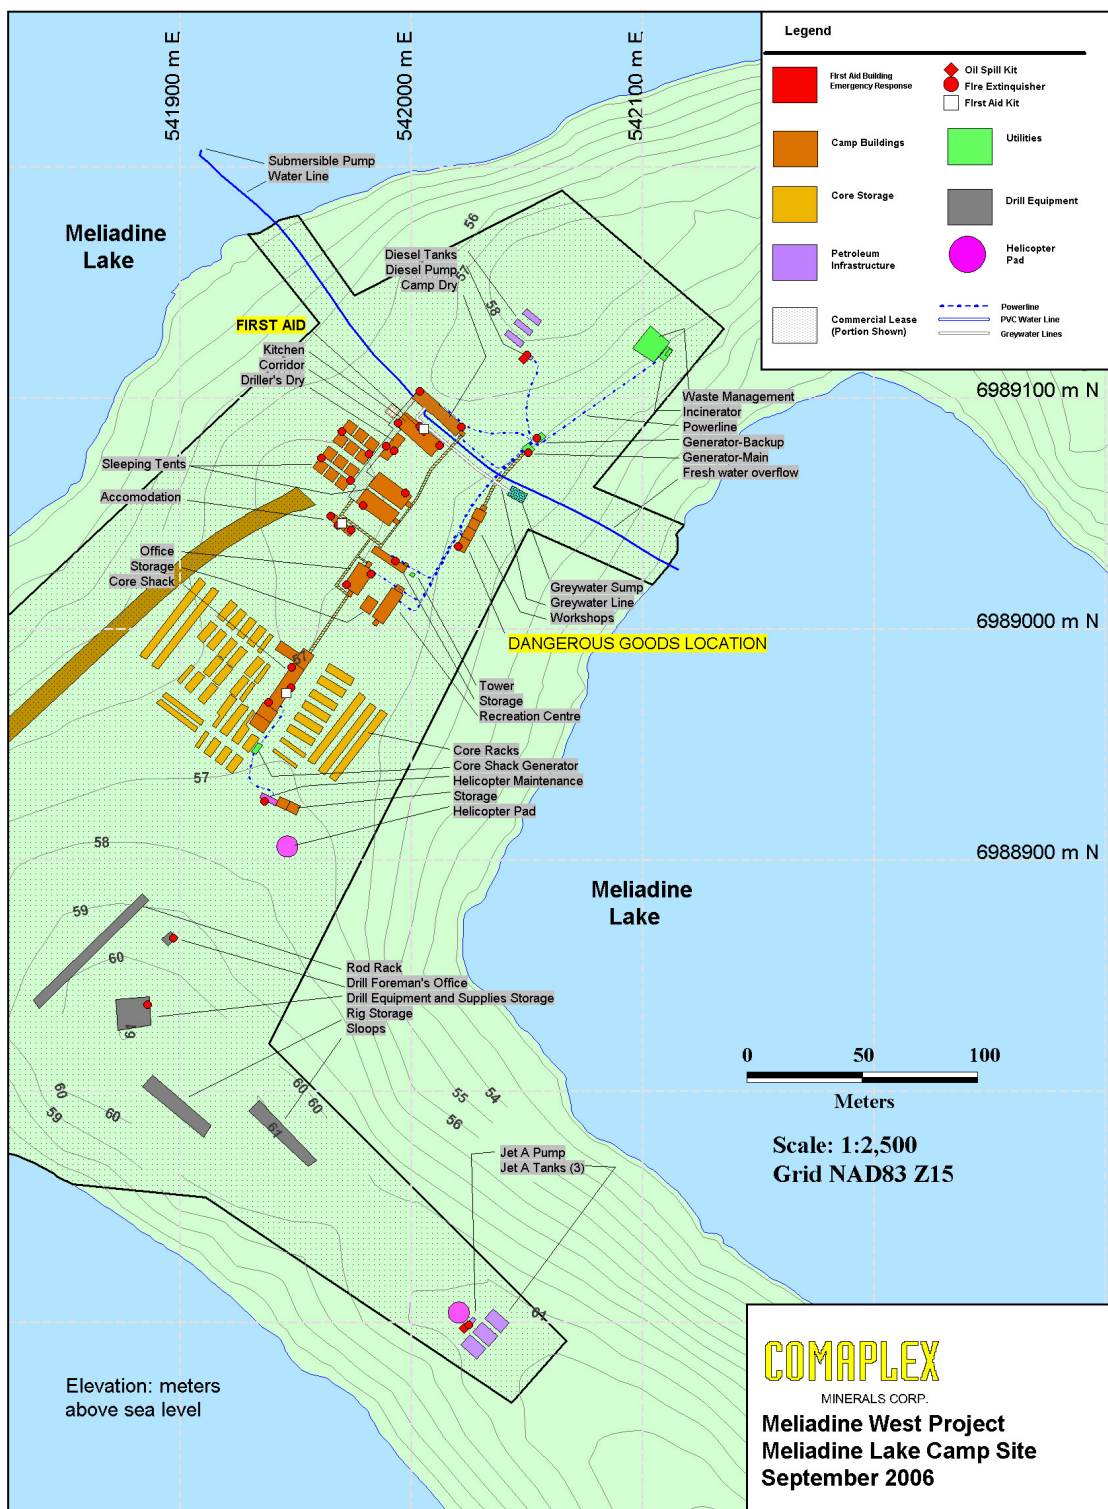 541900 m E
542000 m E
542100 m E
Legend
First Aid Building
Emergency Response
Oil Spill Kit
Fire Extinguisher
First Aid Kit
Camp Buildings
Utilities
Core Storage
Drill Equipment
Petroleum
Infrastructure
Helicopter
Pad
Commercial Lease
(Portion Shown)
Powerline
PVC Water Line
Greywater Lines
Submersible Pump
Water Line
Meliadine
Lake
56
Diesel Tanks
Diesel Pump
Camp Dry
57
58
FIRST AID
Kitchen
Corridor
Driller's Dry
6989100 m N
Waste Management
Incinerator
Powerline
Generator-Backup
Generator-Main
Fresh water overflow
Sleeping Tents
Accomodation
Office
Storage
Core Shack
Greywater Sump
Greywater Line
Workshops
6989000 m N
DANGEROUS GOODS LOCATION
57
Tower
Storage
Recreation Centre
Core Racks
Core Shack Generator
Helicopter Maintenance
Storage
Helicopter Pad
57
58
6988900 m N
Meliadine
Lake
59
60
Rod Rack
Drill Foreman's Office
Drill Equipment and Supplies Storage
Rig Storage
Sloops
61
60
59
60
60
60
61
55
54
56
0 50 100
Meters
Scale: 1:2,500
Grid NAD83 Z15
Jet A Pump
Jet A Tanks (3)
61
Elevation: meters
above sea level
COMAPLEX
MINERALS CORP.
Meliadine West Project
Meliadine Lake Camp Site
September 2006